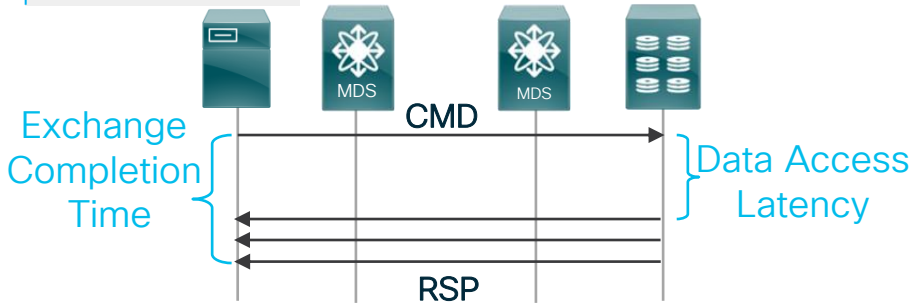 MDS
MDS
CMD
Exchange
Completion
Time
Data Access
Latency
RSP